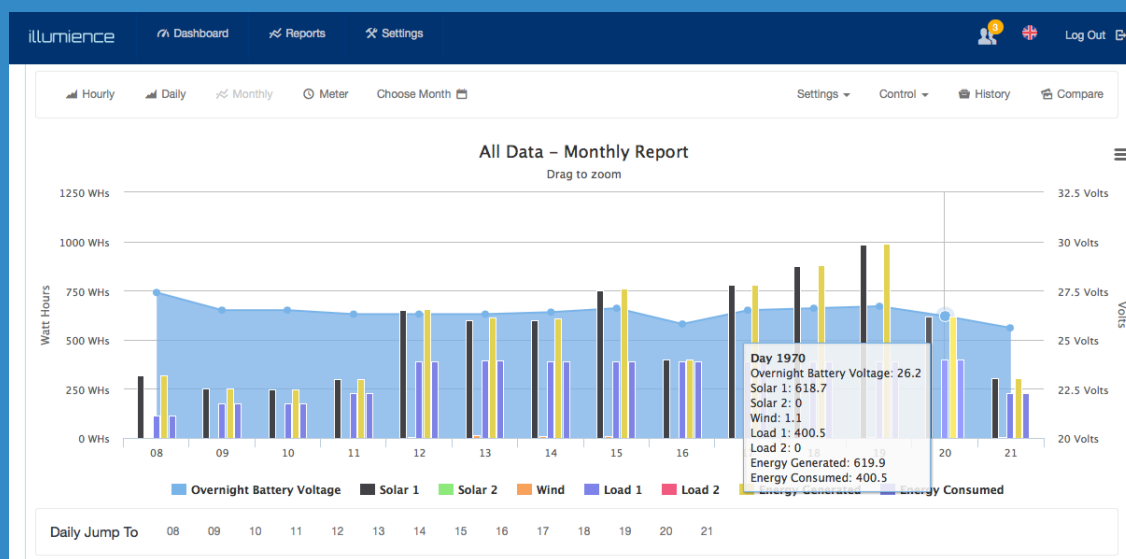 illumience Dashboard Reports Settings 3 Log Out
Hourly Daily Monthly Meter Choose Month Settings Control History Compare
All Data – Monthly Report
Drag to zoom
1250 WHs 32.5 Volts
1000 WHs 30 Volts
750 WHs 27.5 Volts
500 WHs 25 Volts
250 WHs 22.5 Volts
0 WHs 20 Volts
Watt Hours
Volts
Day 1970
Overnight Battery Voltage: 26.2
Solar 1: 618.7
Solar 2: 0
Wind: 1.1
Load 1: 400.5
Load 2: 0
Energy Generated: 619.9
Energy Consumed: 400.5
08 09 10 11 12 13 14 15 16 18 19 20 21
Overnight Battery Voltage Solar 1 Solar 2 Wind Load 1 Load 2 Energy Generated Energy Consumed
Daily Jump To 08 09 10 11 12 13 14 15 16 17 18 19 20 21